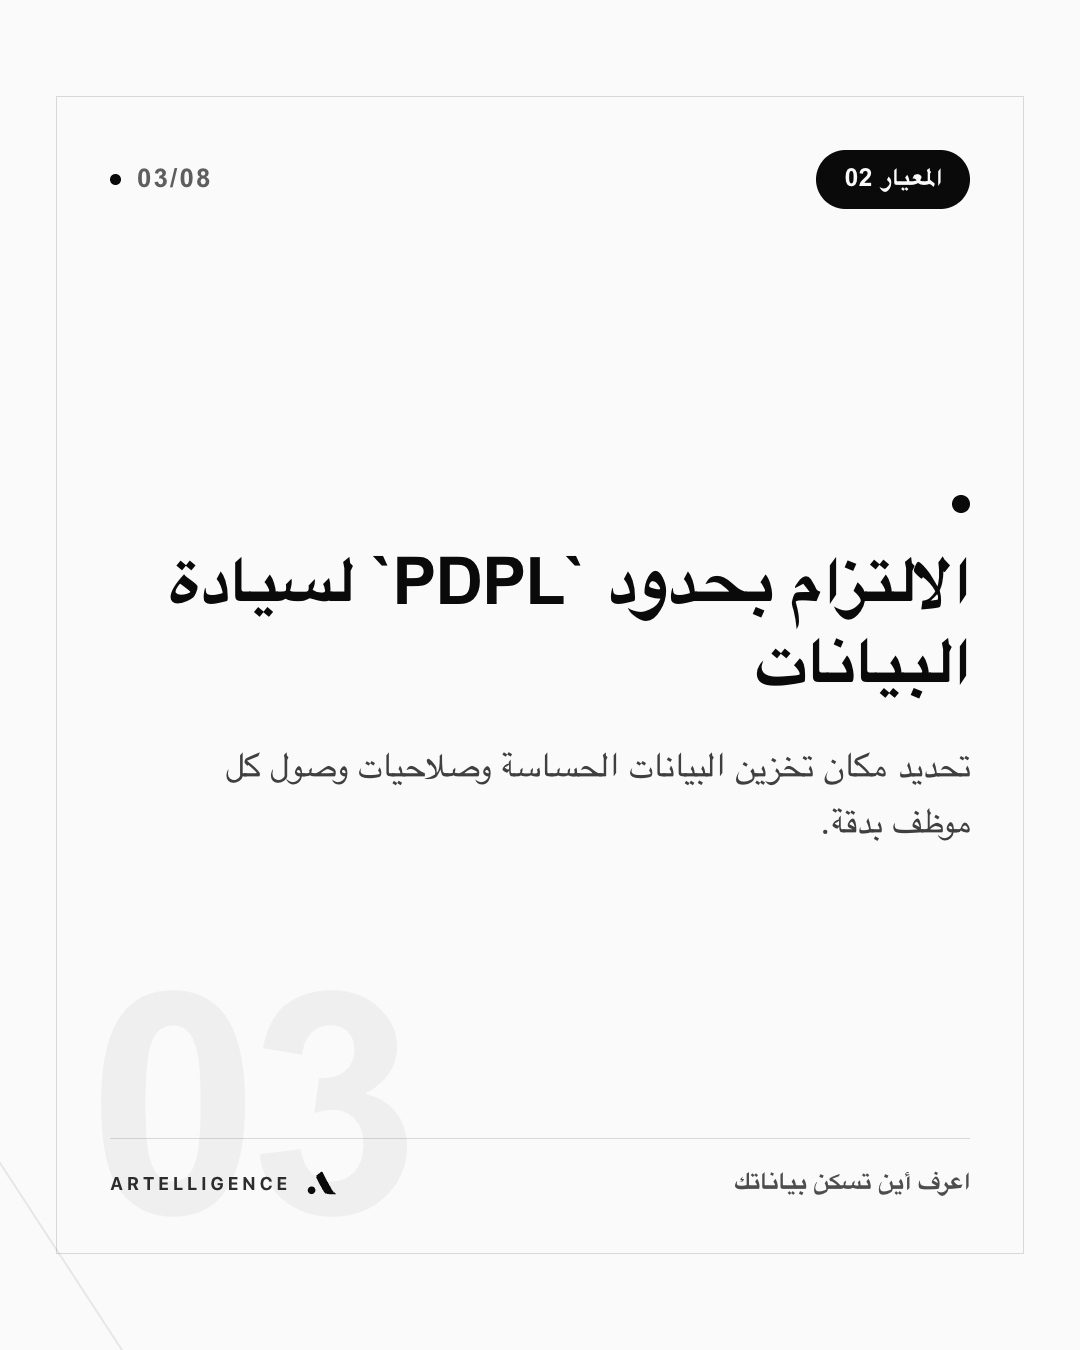 المعيار 02
03/08
الالتزام بحدود `PDPL` لسيادة
البيانات
تحديد مكان تخزين البيانات الحساسة وصلاحيات وصول كل
موظف بدقة.
03
اعرف أين تسكن بياناتك
ARTELLIGENCE